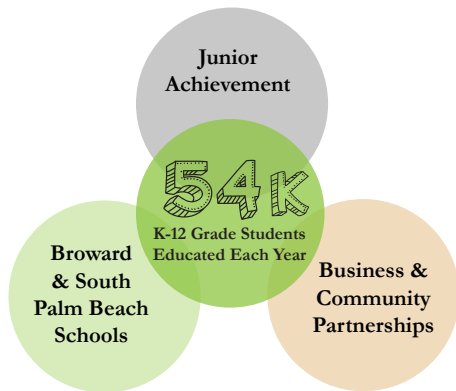 Junior
Achievement
54K
K-12 Grade Students
Educated Each Year
Broward
& South
Palm Beach
Schools
Business &
Community
Partnerships